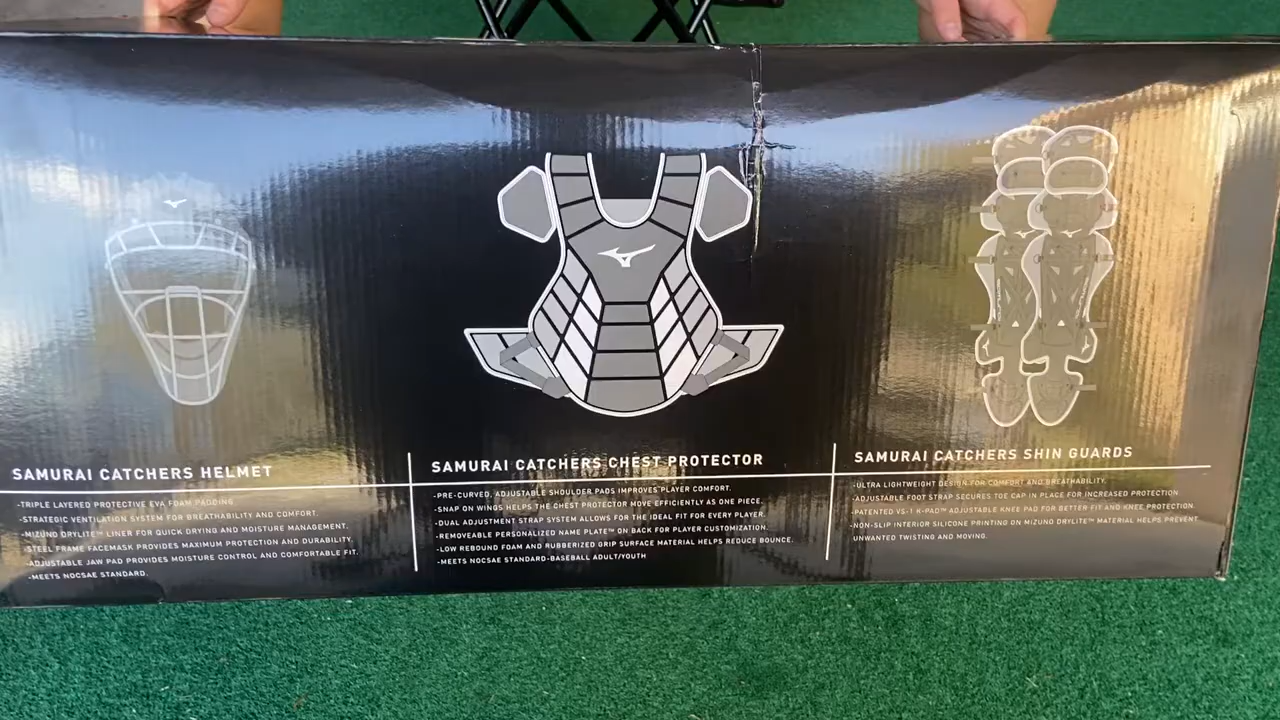 SAMURAI CATCHERS HELMET
-TRIPLE LAYERED PROTECTIVE EVA FOAM PADDING.
-STRATEGIC VENTILATION SYSTEM FOR BREATHABILITY AND COMFORT.
-MIZUNO DRYLITE™ LINER FOR QUICK DRYING AND MOISTURE MANAGEMENT.
-STEEL FRAME FACEMASK PROVIDES MAXIMUM PROTECTION AND DURABILITY.
-ADJUSTABLE JAW PAD PROVIDES MOISTURE CONTROL AND COMFORTABLE FIT.
-MEETS NOCSAE STANDARD.
SAMURAI CATCHERS CHEST PROTECTOR
-PRE-CURVED, ADJUSTABLE SHOULDER PADS IMPROVES PLAYER COMFORT.
-SNAP ON WINGS HELPS THE CHEST PROTECTOR MOVE EFFICIENTLY AS ONE PIECE.
-DUAL ADJUSTMENT STRAP SYSTEM ALLOWS FOR THE IDEAL FIT FOR EVERY PLAYER.
-REMOVEABLE PERSONALIZED NAME PLATE™ ON BACK FOR PLAYER CUSTOMIZATION.
-LOW REBOUND FOAM AND RUBBERIZED GRIP SURFACE MATERIAL HELPS REDUCE BOUNCE.
-MEETS NOCSAE STANDARD-BASEBALL ADULT/YOUTH
SAMURAI CATCHERS SHIN GUARDS
-ULTRA LIGHTWEIGHT DESIGN FOR COMFORT AND BREATHABILITY.
-ADJUSTABLE FOOT STRAP SECURES TOE CAP IN PLACE FOR INCREASED PROTECTION
-PATENTED VS-1 K-PAD™ ADJUSTABLE KNEE PAD FOR BETTER FIT AND KNEE PROTECTION.
-NON-SLIP INTERIOR SILICONE PRINTING ON MIZUNO DRYLITE™ MATERIAL HELPS PREVENT
UNWANTED TWISTING AND MOVING.